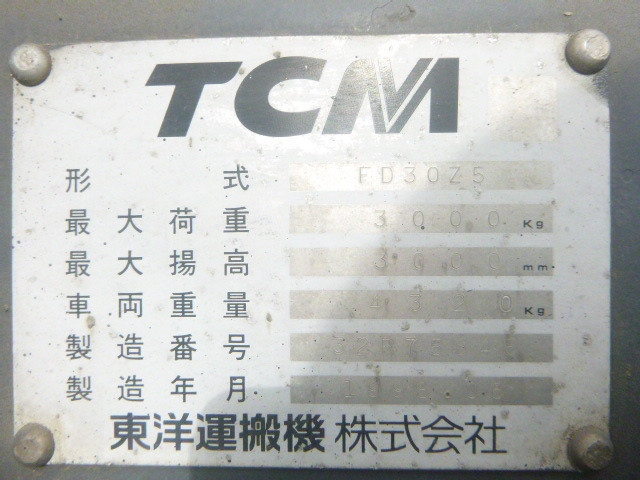 TCM
形式 FD30Z5
最大荷重 3000 Kg
最大揚高 3000 mm
車両重量 Kg
製造番号
製造年月
東洋運搬機株式会社